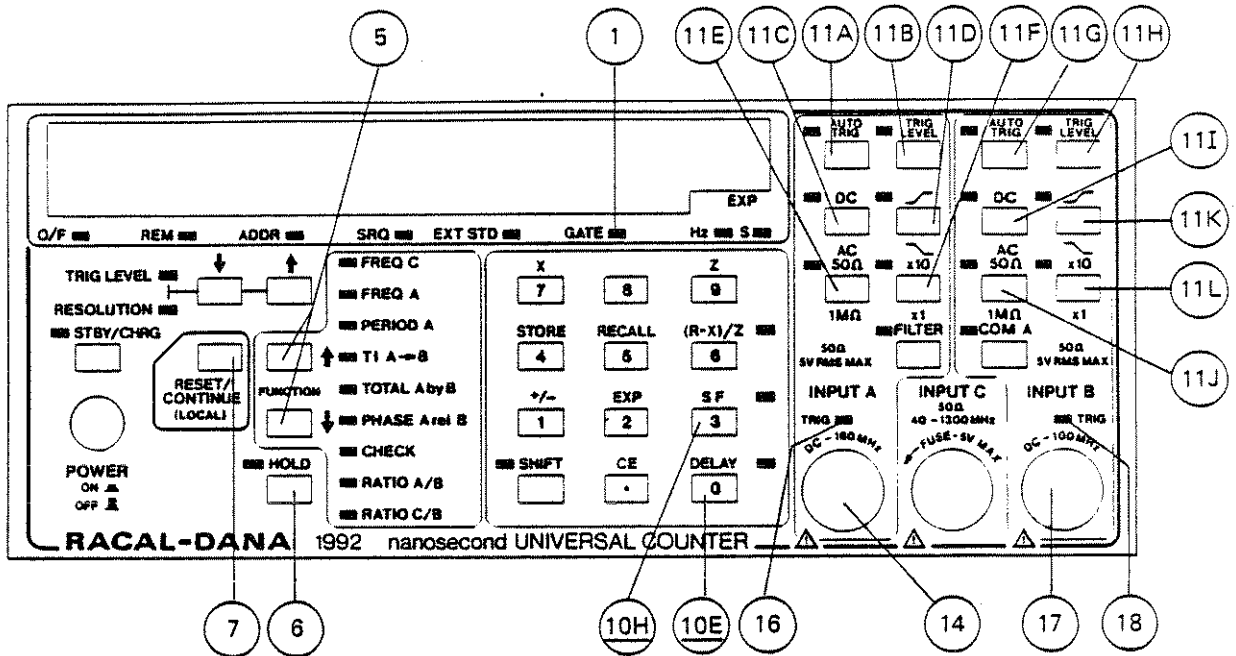 5 1 11E 11C 11A 11B 11D 11F 11G 11H
AUTO TRIG TRIG LEVEL AUTO TRIG TRIG LEVEL
11I
EXP DC DC
11K
O/F REM ADDR SRQ EXT STD GATE Hz S
AC 50Ω x10 AC 50Ω x10
11L
1MΩ x1 1MΩ x1
TRIG LEVEL ↓ ↑
RESOLUTION
STBY/CHRG
RESET/
CONTINUE
(LOCAL)
POWER
ON
OFF
FUNCTION ↑ ↓
HOLD
FREQ C
FREQ A
PERIOD A
TI A→B
TOTAL A by B
PHASE A rel B
CHECK
RATIO A/B
RATIO C/B
X Z
7 8 9
STORE RECALL (R-X)/Z
4 5 6
+/- EXP SF
1 2 3
SHIFT CE DELAY
. 0
FILTER COM A
11J
50Ω
5V RMS MAX
50Ω
5V RMS MAX
INPUT A
TRIG
DC-160MHz
INPUT C
50Ω
40-1300MHz
FUSE-5V MAX
INPUT B
TRIG
DC-100MHz
RACAL-DANA 1992 nanosecond UNIVERSAL COUNTER
7 6 10H 10E 16 14 17 18